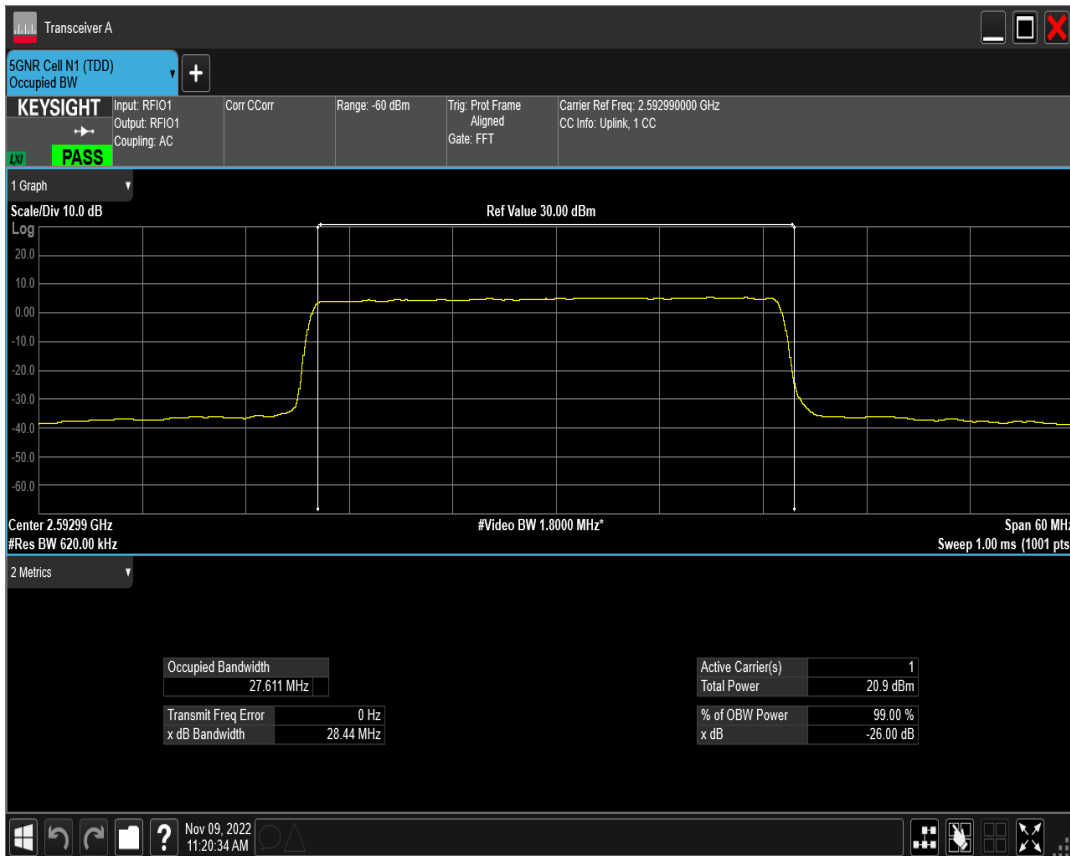 Transceiver A
5GNR Cell N1 (TDD)
Occupied BW
+
KEYSIGHT
LXI
PASS
Input: RFIO1
Output: RFIO1
Coupling: AC
Corr CCorr
Range: -60 dBm
Trig: Prot Frame
Aligned
Gate: FFT
Carrier Ref Freq: 2.592990000 GHz
CC Info: Uplink, 1 CC
1 Graph
Scale/Div 10.0 dB
Ref Value 30.00 dBm
Log
20.0
10.0
0.00
-10.0
-20.0
-30.0
-40.0
-50.0
-60.0
Center 2.59299 GHz
#Video BW 1.8000 MHz*
Span 60 MHz
#Res BW 620.00 kHz
Sweep 1.00 ms (1001 pts
2 Metrics
Occupied Bandwidth
27.611 MHz
Transmit Freq Error 0 Hz
x dB Bandwidth 28.44 MHz
Active Carrier(s) 1
Total Power 20.9 dBm
% of OBW Power 99.00 %
x dB -26.00 dB
?
Nov 09, 2022
11:20:34 AM